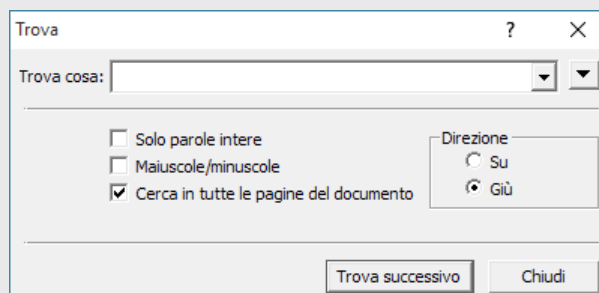 Trova ?
Trova cosa:
Solo parole intere
Maiuscole/minuscole
Cerca in tutte le pagine del documento
Direzione
Su
Giù
Trova successivo Chiudi